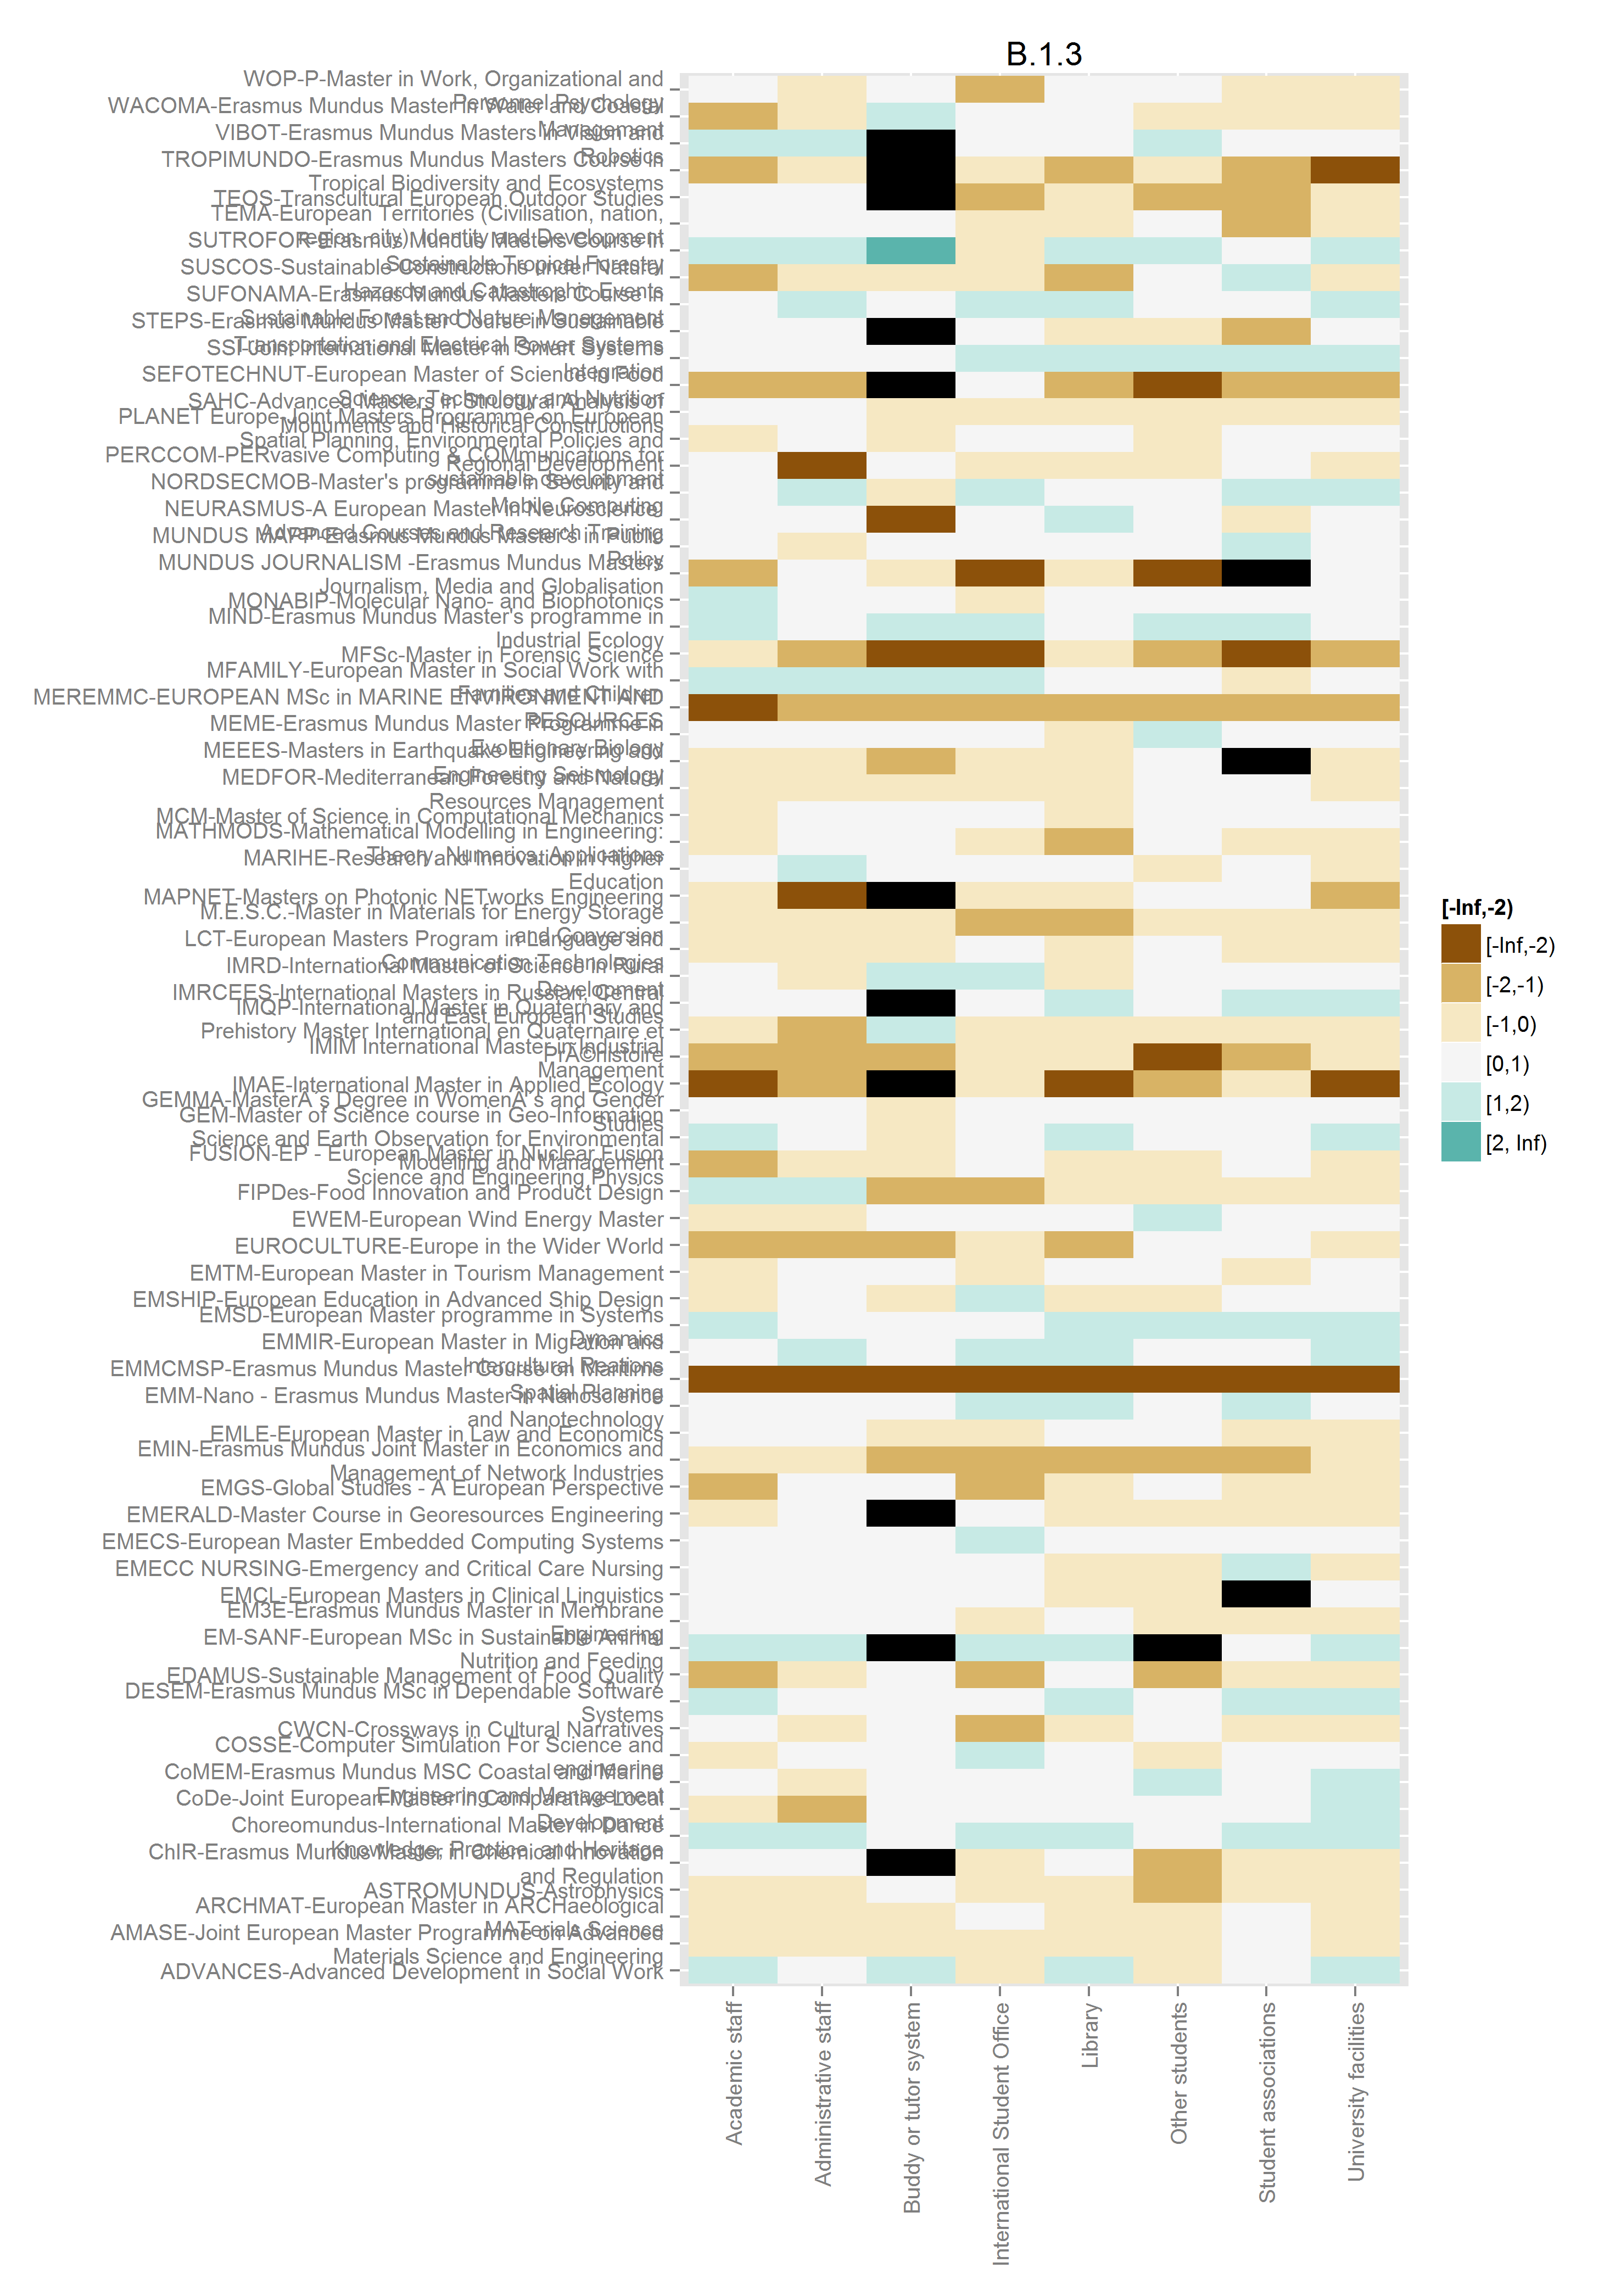 B.1.3
WOP-P-Master in Work, Organizational and
Personnel Psychology
WACOMA-Erasmus Mundus Master in Water and Coastal
Management
VIBOT-Erasmus Mundus Masters in Vision and
Robotics
TROPIMUNDO-Erasmus Mundus Masters Course in
Tropical Biodiversity and Ecosystems
TEOS-Transcultural European Outdoor Studies
TEMA-European Territories (Civilisation, nation,
region, city) Identity and Development
SUTROFOR-Erasmus Mundus Masters Course in
Sustainable Tropical Forestry
SUSCOS-Sustainable Constructions under Natural
Hazards and Catastrophic Events
SUFONAMA-Erasmus Mundus Masters Course in
Sustainable Forest and Nature Management
STEPS-Erasmus Mundus Master Course in Sustainable
Transportation and Electrical Power Systems
SSI-Joint International Master in Smart Systems
Integration
SEFOTECHNUT-European Master of Science in Food
Science, Technology and Nutrition
SAHC-Advanced Masters in Structural Analysis of
Monuments and Historical Constructions
PLANET Europe-Joint Masters Programme on European
Spatial Planning, Environmental Policies and
Regional Development
PERCCOM-PERvasive Computing & COMmunications for
sustainable development
NORDSECMOB-Master's programme in Security and
Mobile Computing
NEURASMUS-A European Master in Neuroscience:
Advanced Courses and Research Training
MUNDUS MAPP-Erasmus Mundus Master's in Public
Policy
MUNDUS JOURNALISM -Erasmus Mundus Masters
Journalism, Media and Globalisation
MONABIP-Molecular Nano- and Biophotonics
MIND-Erasmus Mundus Master's programme in
Industrial Ecology
MFSc-Master in Forensic Science
MFAMILY-European Master in Social Work with
Families and Children
MEREMMC-EUROPEAN MSc in MARINE ENVIRONMENT AND
RESOURCES
MEME-Erasmus Mundus Master Programme in
Evolutionary Biology
MEEES-Masters in Earthquake Engineering and
Engineering Seismology
MEDFOR-Mediterranean Forestry and Natural
Resources Management
MCM-Master of Science in Computational Mechanics
MATHMODS-Mathematical Modelling in Engineering:
Theory, Numerics, Applications
MARIHE-Research and Innovation in Higher
Education
MAPNET-Masters on Photonic NETworks Engineering
M.E.S.C.-Master in Materials for Energy Storage
and Conversion
LCT-European Masters Program in Language and
Communication Technologies
IMRD-International Master of Science in Rural
Development
IMRCEES-International Masters in Russian, Central
and East European Studies
IMQP-International Master in Quaternary and
Prehistory Master International en Quaternaire et
PrÃ©histoire
IMIM International Master in Industrial
Management
IMAE-International Master in Applied Ecology
GEMMA-MasterÂ´s Degree in WomenÂ´s and Gender
Studies
GEM-Master of Science course in Geo-Information
Science and Earth Observation for Environmental
Modelling and Management
FUSION-EP - European Master in Nuclear Fusion
Science and Engineering Physics
FIPDes-Food Innovation and Product Design
EWEM-European Wind Energy Master
EUROCULTURE-Europe in the Wider World
EMTM-European Master in Tourism Management
EMSHIP-European Education in Advanced Ship Design
EMSD-European Master programme in Systems
Dynamics
EMMIR-European Master in Migration and
Intercultural Reations
EMMCMSP-Erasmus Mundus Master Course on Maritime
Spatial Planning
EMM-Nano - Erasmus Mundus Master in Nanoscience
and Nanotechnology
EMLE-European Master in Law and Economics
EMIN-Erasmus Mundus Joint Master in Economics and
Management of Network Industries
EMGS-Global Studies - A European Perspective
EMERALD-Master Course in Georesources Engineering
EMECS-European Master Embedded Computing Systems
EMECC NURSING-Emergency and Critical Care Nursing
EMCL-European Masters in Clinical Linguistics
EM3E-Erasmus Mundus Master in Membrane
Engineering
EM-SANF-European MSc in Sustainable Animal
Nutrition and Feeding
EDAMUS-Sustainable Management of Food Quality
DESEM-Erasmus Mundus MSc in Dependable Software
Systems
CWCN-Crossways in Cultural Narratives
COSSE-Computer Simulation For Science and
engineering
CoMEM-Erasmus Mundus MSC Coastal and Marine
Engineering and Management
CoDe-Joint European Master in Comparative Local
Development
Choreomundus-International Master in Dance
Knowledge, Practice, and Heritage
ChIR-Erasmus Mundus Master in Chemical Innovation
and Regulation
ASTROMUNDUS-Astrophysics
ARCHMAT-European Master in ARCHaeological
MATerials Science
AMASE-Joint European Master Programme on Advanced
Materials Science and Engineering
ADVANCES-Advanced Development in Social Work
Academic staff
Administrative staff
Buddy or tutor system
International Student Office
Library
Other students
Student associations
University facilities
[-Inf,-2)
[-Inf,-2)
[-2,-1)
[-1,0)
[0,1)
[1,2)
[2, Inf)